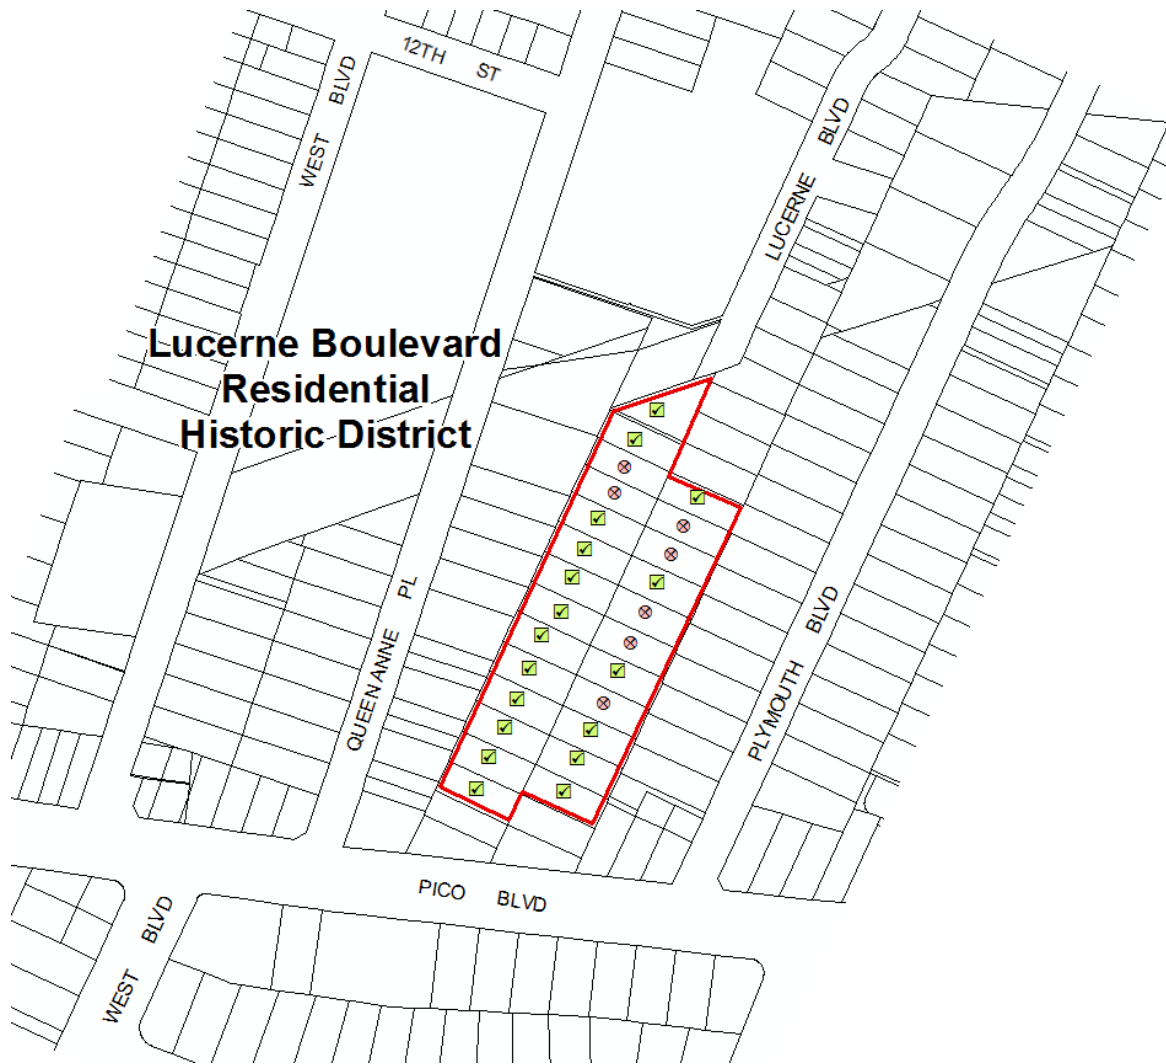 12TH ST
WEST BLVD
LUCERNE BLVD
Lucerne Boulevard
Residential
Historic District
QUEEN ANNE PL
PLYMOUTH BLVD
PICO BLVD
WEST BLVD